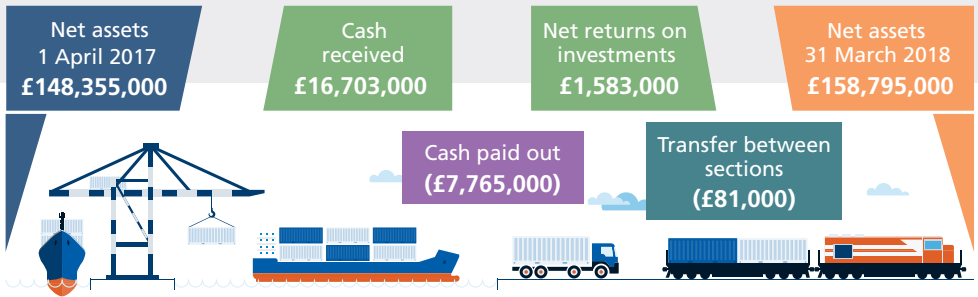 Net assets
1 April 2017
£148,355,000
Cash
received
£16,703,000
Net returns on
investments
£1,583,000
Net assets
31 March 2018
£158,795,000
Cash paid out
(£7,765,000)
Transfer between
sections
(£81,000)